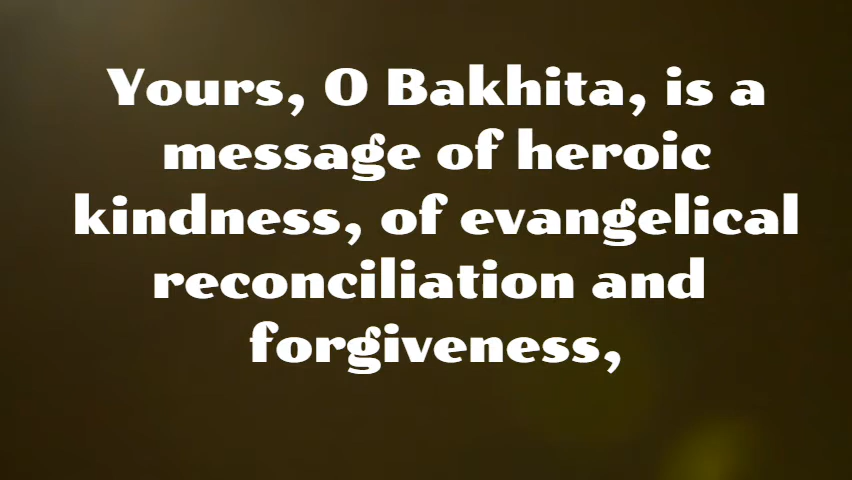 Yours, O Bakhita, is a
message of heroic
kindness, of evangelical
reconciliation and
forgiveness,